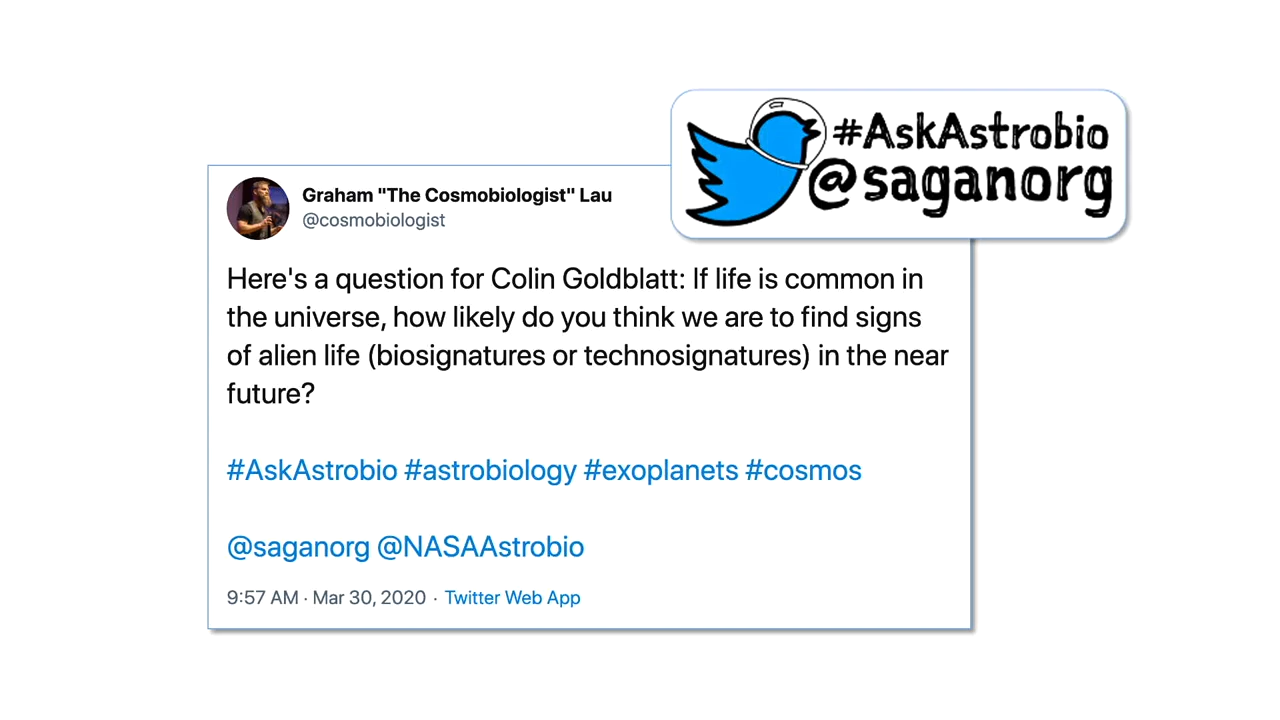 #AskAstrobio
@saganorg
Graham "The Cosmobiologist" Lau
@cosmobiologist
Here's a question for Colin Goldblatt: If life is common in
the universe, how likely do you think we are to find signs
of alien life (biosignatures or technosignatures) in the near
future?
#AskAstrobio #astrobiology #exoplanets #cosmos
@saganorg @NASAAstrobio
9:57 AM · Mar 30, 2020 · Twitter Web App